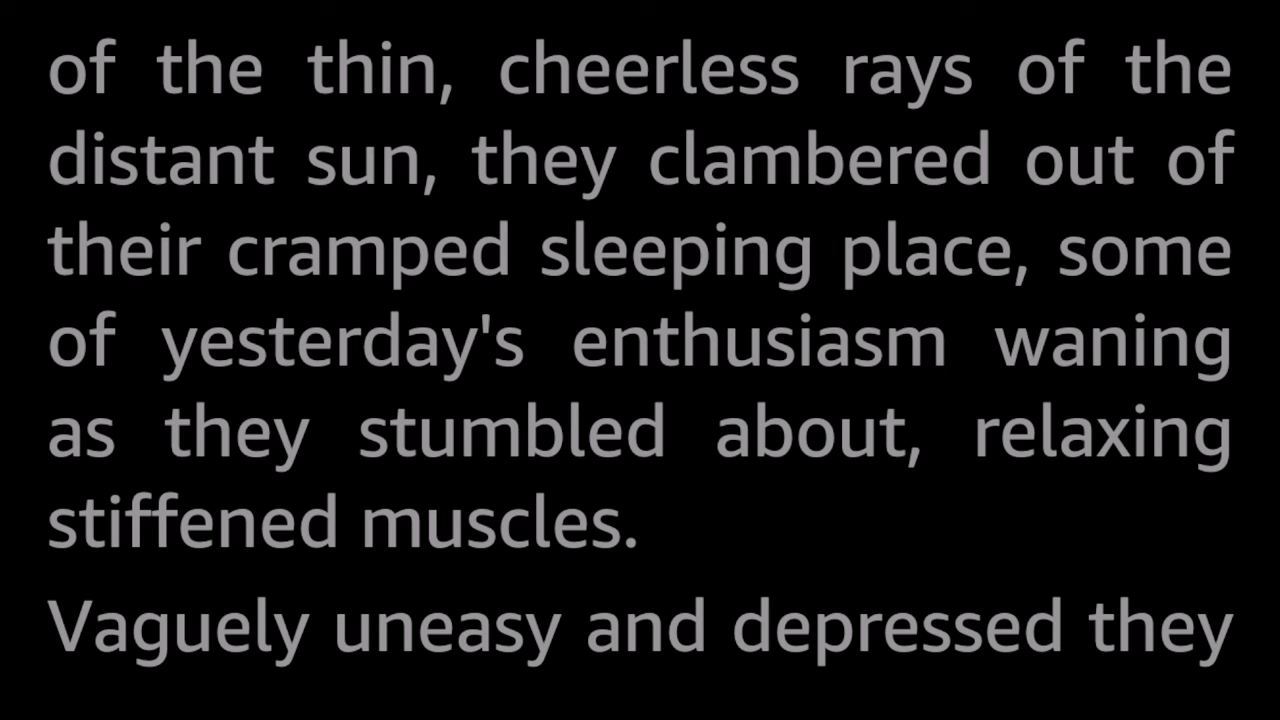 of the thin, cheerless rays of the
distant sun, they clambered out of
their cramped sleeping place, some
of yesterday's enthusiasm waning
as they stumbled about, relaxing
stiffened muscles.
Vaguely uneasy and depressed they